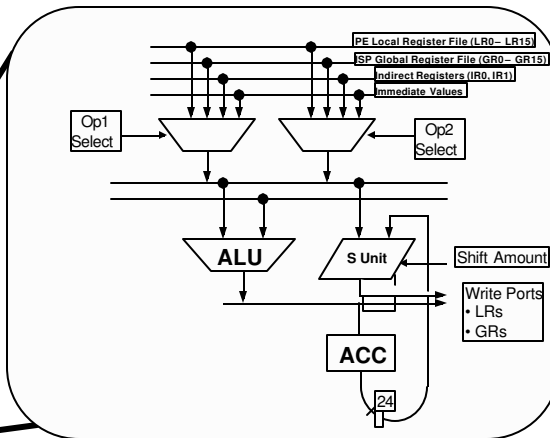 PE Local Register File (LR0– LR15)
ISP Global Register File (GR0– GR15)
Indirect Registers (IR0, IR1)
Immediate Values
Op1
Select
Op2
Select
ALU
S Unit
Shift Amount
Write Ports
• LRs
• GRs
ACC
24